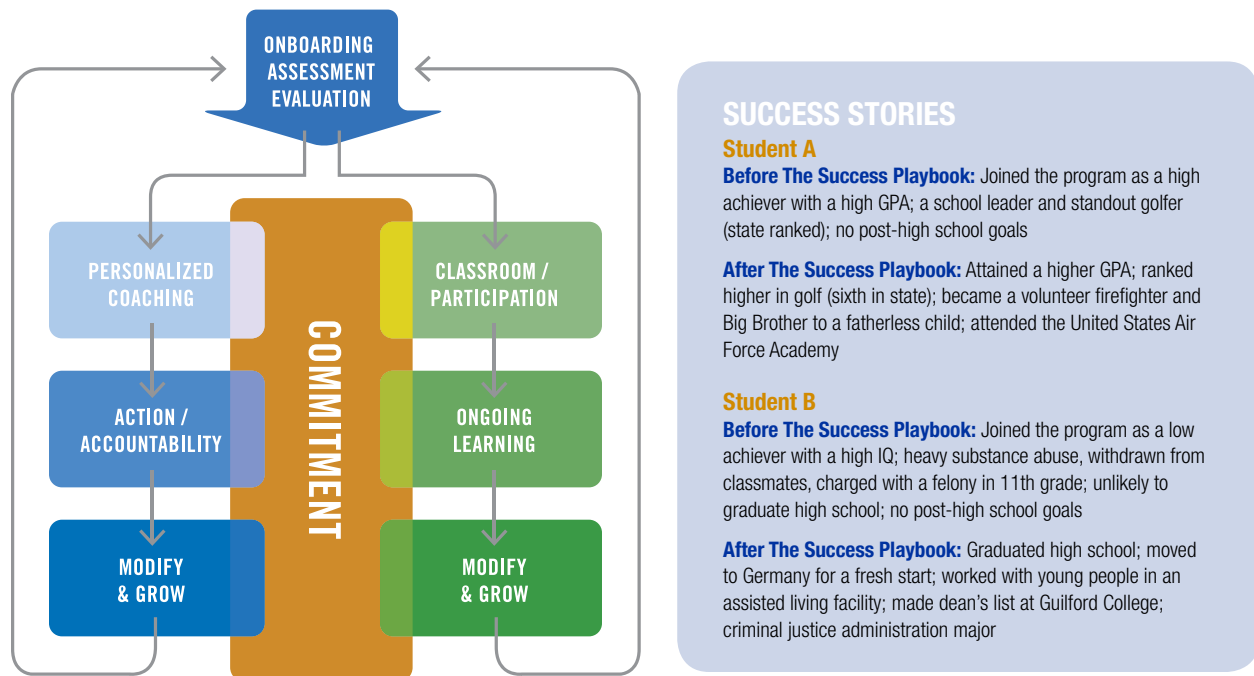 ONBOARDING
ASSESSMENT
EVALUATION
PERSONALIZED
COACHING
ACTION /
ACCOUNTABILITY
MODIFY
& GROW
COMMITMENT
CLASSROOM /
PARTICIPATION
ONGOING
LEARNING
MODIFY
& GROW
SUCCESS STORIES
Student A
Before The Success Playbook: Joined the program as a high
achiever with a high GPA; a school leader and standout golfer
(state ranked); no post-high school goals
After The Success Playbook: Attained a higher GPA; ranked
higher in golf (sixth in state); became a volunteer firefighter and
Big Brother to a fatherless child; attended the United States Air
Force Academy
Student B
Before The Success Playbook: Joined the program as a low
achiever with a high IQ; heavy substance abuse, withdrawn from
classmates, charged with a felony in 11th grade; unlikely to
graduate high school; no post-high school goals
After The Success Playbook: Graduated high school; moved
to Germany for a fresh start; worked with young people in an
assisted living facility; made dean’s list at Guilford College;
criminal justice administration major